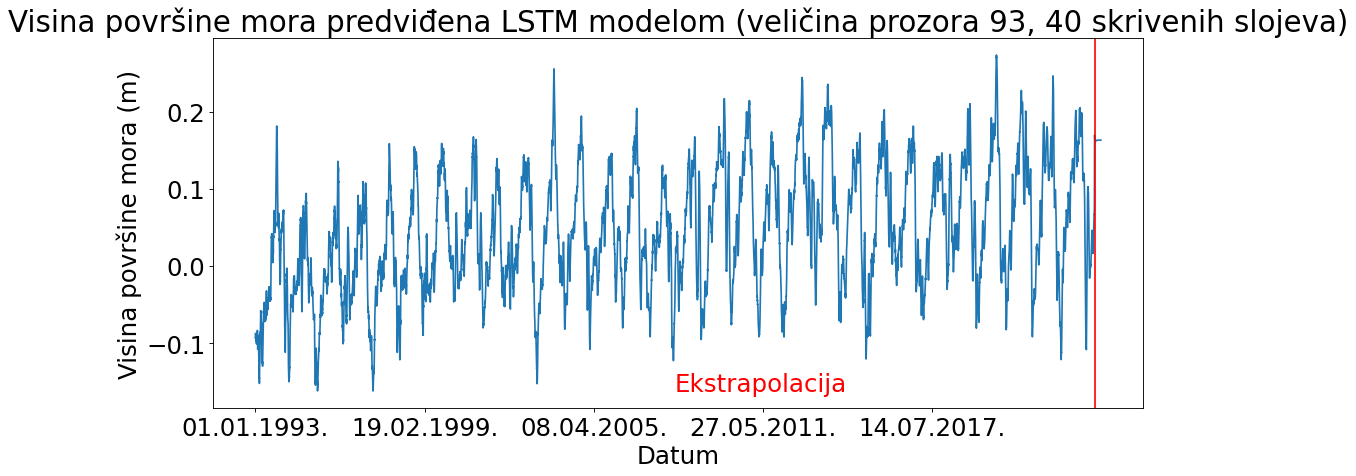 Visina površine mora predviđena LSTM modelom (veličina prozora 93, 40 skrivenih slojeva)
Visina površine mora (m)
0.2
0.1
0.0
−0.1
Ekstrapolacija
01.01.1993. 19.02.1999. 08.04.2005. 27.05.2011. 14.07.2017.
Datum